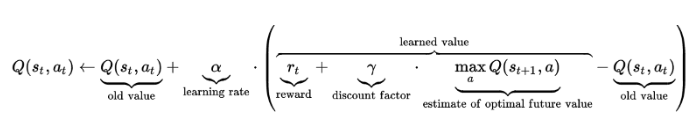 learned value
Q(s_t, a_t) ← Q(s_t, a_t) + α · ( r_t + γ · max_a Q(s_{t+1}, a) − Q(s_t, a_t) )
old value learning rate reward discount factor estimate of optimal future value old value